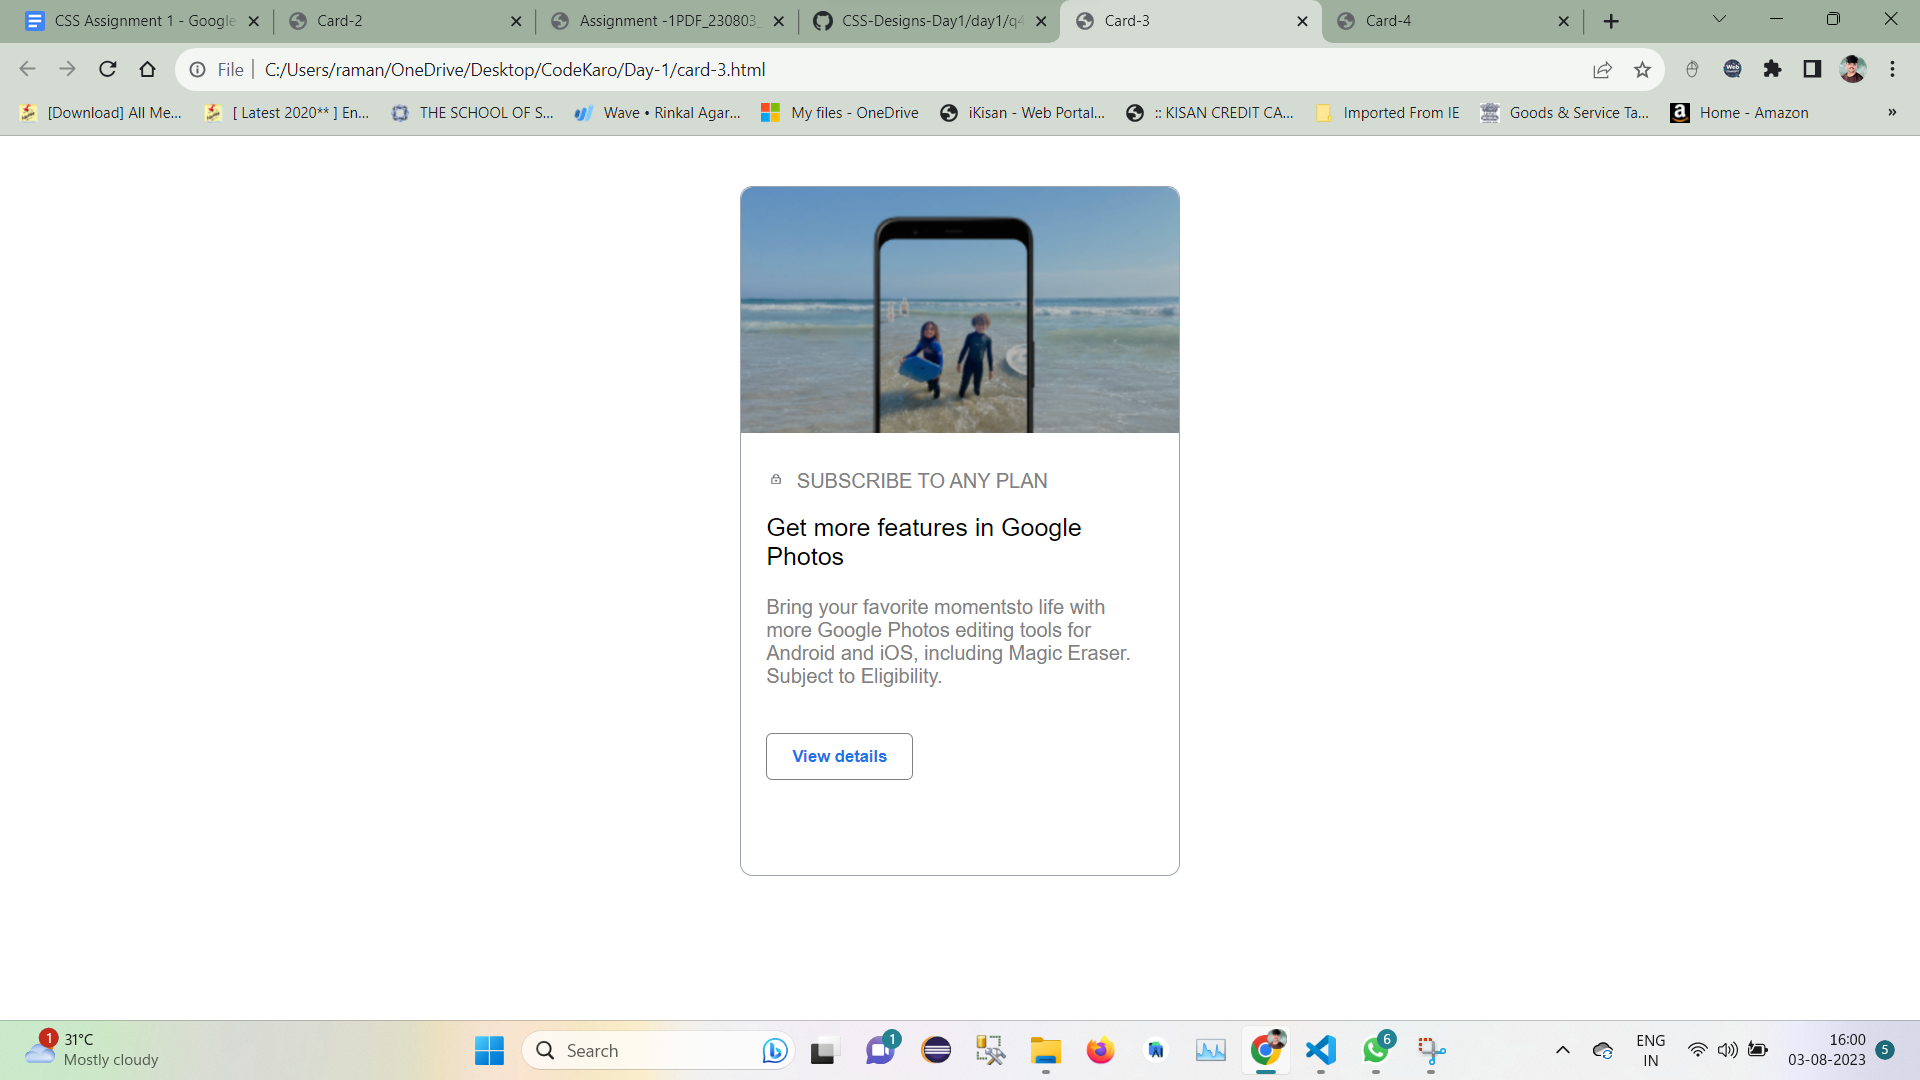 CSS Assignment 1 - Google
Card-2
Assignment -1PDF_230803_
CSS-Designs-Day1/day1/q4
Card-3
Card-4
File
C:/Users/raman/OneDrive/Desktop/CodeKaro/Day-1/card-3.html
[Download] All Me...
[ Latest 2020** ] En...
THE SCHOOL OF S...
Wave • Rinkal Agar...
My files - OneDrive
iKisan - Web Portal...
:: KISAN CREDIT CA...
Imported From IE
Goods & Service Ta...
Home - Amazon
»
SUBSCRIBE TO ANY PLAN
Get more features in Google
Photos
Bring your favorite momentsto life with
more Google Photos editing tools for
Android and iOS, including Magic Eraser.
Subject to Eligibility.
View details
1
31°C
Mostly cloudy
Search
1
6
ENG
IN
16:00
03-08-2023
5